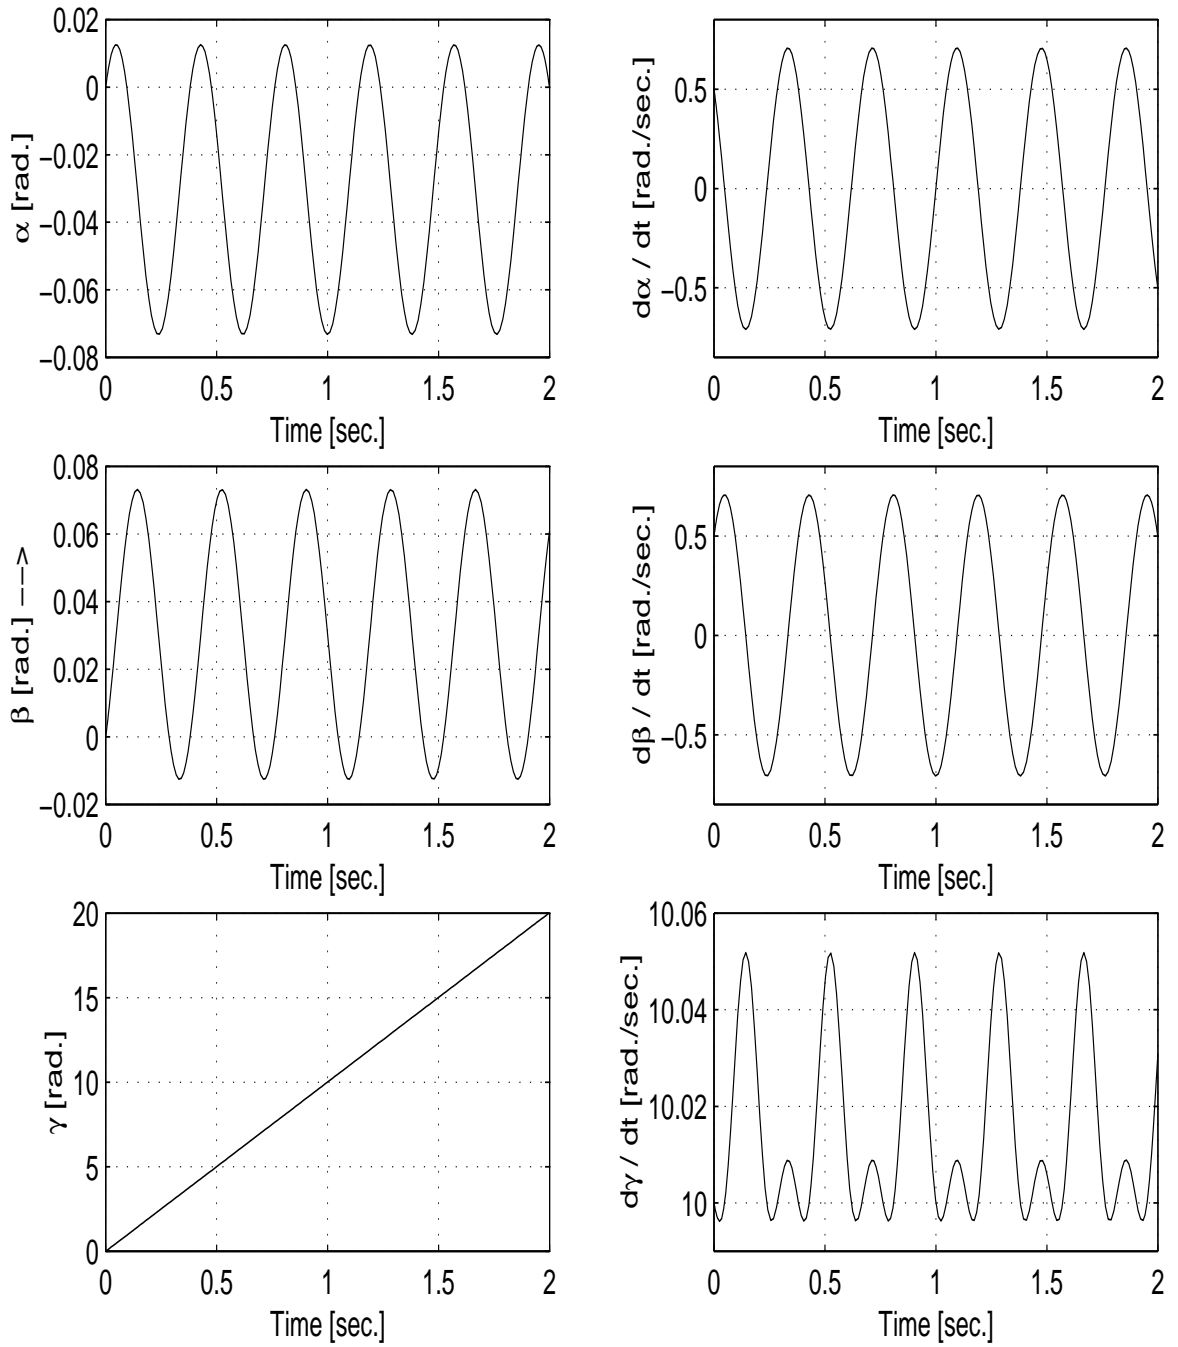 α [rad.]
0.02
0
−0.02
−0.04
−0.06
−0.08
0 0.5 1 1.5 2
Time [sec.]
dα / dt [rad./sec.]
0.5
0
−0.5
0 0.5 1 1.5 2
Time [sec.]
β [rad.] −−>
0.08
0.06
0.04
0.02
0
−0.02
0 0.5 1 1.5 2
Time [sec.]
dβ / dt [rad./sec.]
0.5
0
−0.5
0 0.5 1 1.5 2
Time [sec.]
γ [rad.]
20
15
10
5
0
0 0.5 1 1.5 2
Time [sec.]
dγ / dt [rad./sec.]
10.06
10.04
10.02
10
0 0.5 1 1.5 2
Time [sec.]